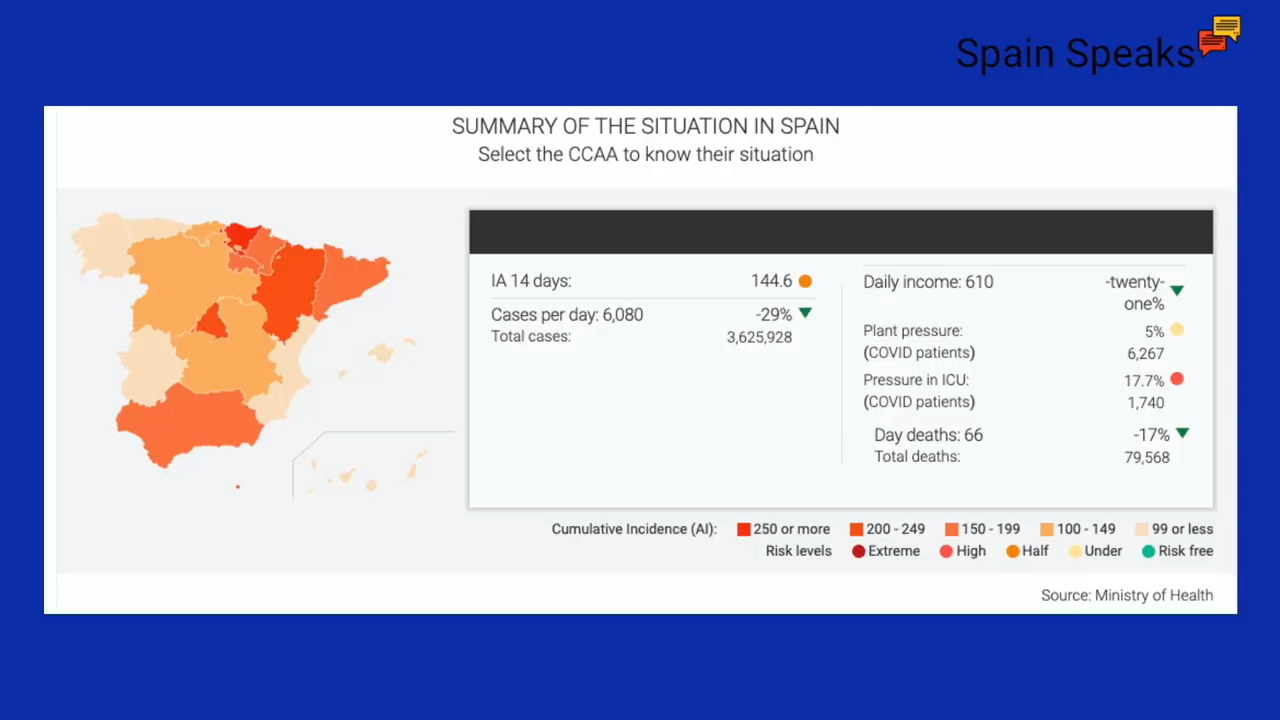 Spain Speaks
SUMMARY OF THE SITUATION IN SPAIN
Select the CCAA to know their situation
IA 14 days: 144.6
Cases per day: 6,080 -29%
Total cases: 3,625,928
Daily income: 610 -twenty-
one%
Plant pressure: 5%
(COVID patients) 6,267
Pressure in ICU: 17.7%
(COVID patients) 1,740
Day deaths: 66 -17%
Total deaths: 79,568
Cumulative Incidence (AI): 250 or more 200 - 249 150 - 199 100 - 149 99 or less
Risk levels Extreme High Half Under Risk free
Source: Ministry of Health